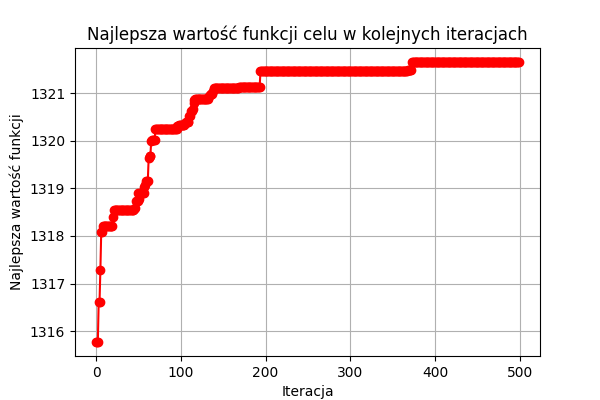 Najlepsza wartość funkcji celu w kolejnych iteracjach
Najlepsza wartość funkcji
1321
1320
1319
1318
1317
1316
0 100 200 300 400 500
Iteracja